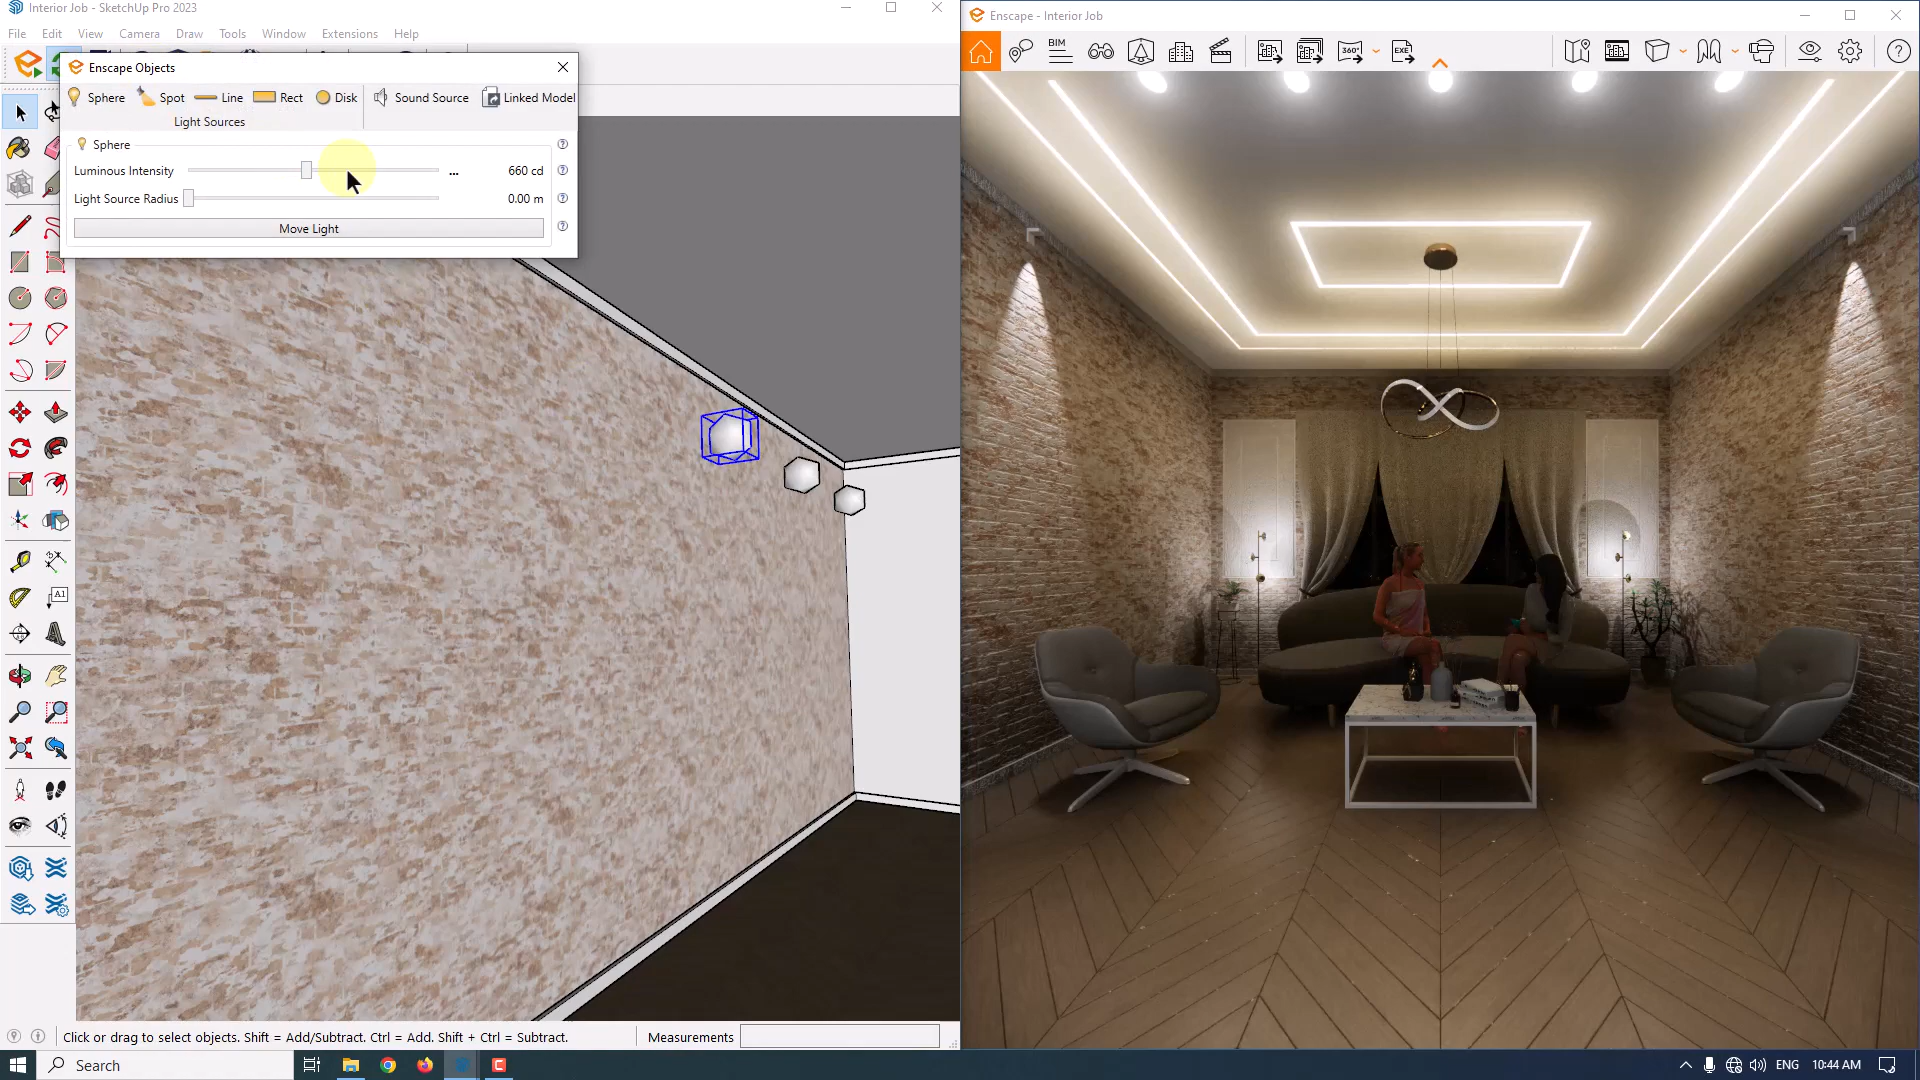 Interior Job - SketchUp Pro 2023
File Edit View Camera Draw Tools Window Extensions Help
Enscape Objects
Sphere Spot Line Rect Disk Sound Source Linked Model
Light Sources
Sphere
Luminous Intensity ... 660 cd
Light Source Radius 0.00 m
Move Light
A1
Click or drag to select objects. Shift = Add/Subtract. Ctrl = Add. Shift + Ctrl = Subtract. Measurements
Enscape - Interior Job
BIM 360° EXE
Search
ENG 10:44 AM